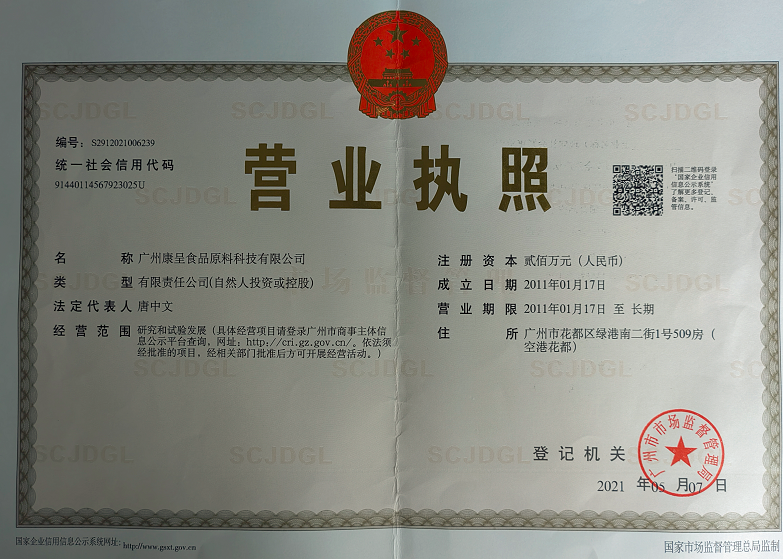 编号：S2912021006239
统一社会信用代码
91440114567923025U
营业执照
扫描二维码登录
“国家企业信用
信息公示系统”
了解更多登记、
备案、许可、监
管信息。
名称 广州康呈食品原料科技有限公司
类型 有限责任公司(自然人投资或控股)
法定代表人 唐中文
经营范围 研究和试验发展（具体经营项目请登录广州市商事主体信
息公示平台查询，网址：http://cri.gz.gov.cn/。依法须
经批准的项目，经相关部门批准后方可开展经营活动。）
注册资本 贰佰万元（人民币）
成立日期 2011年01月17日
营业期限 2011年01月17日 至 长期
住所 广州市花都区绿港南二街1号509房（
空港花都）
登记机关
广州市市场监督管理局
2021 年05 月07 日
国家企业信用信息公示系统网址：http://www.gsxt.gov.cn
国家市场监督管理总局监制
SCJDGL